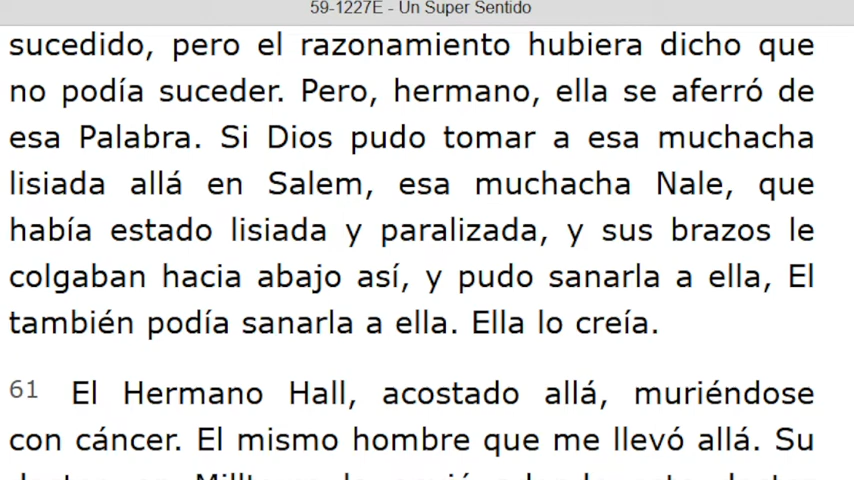 59-1227E - Un Super Sentido
sucedido, pero el razonamiento hubiera dicho que
no podía suceder. Pero, hermano, ella se aferró de
esa Palabra. Si Dios pudo tomar a esa muchacha
lisiada allá en Salem, esa muchacha Nale, que
había estado lisiada y paralizada, y sus brazos le
colgaban hacia abajo así, y pudo sanarla a ella, El
también podía sanarla a ella. Ella lo creía.
61 El Hermano Hall, acostado allá, muriéndose
con cáncer. El mismo hombre que me llevó allá. Su